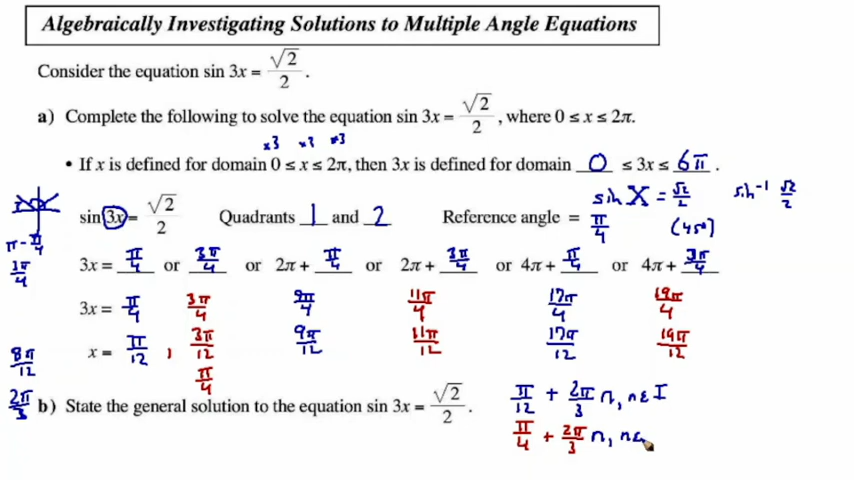 Algebraically Investigating Solutions to Multiple Angle Equations
Consider the equation sin 3x = √2/2.
a) Complete the following to solve the equation sin 3x = √2/2, where 0 ≤ x ≤ 2π.
×3 ×3 ×3
• If x is defined for domain 0 ≤ x ≤ 2π, then 3x is defined for domain 0 ≤ 3x ≤ 6π.
sin X = √2/2 sin⁻¹ √2/2
sin 3x = √2/2 Quadrants 1 and 2 Reference angle = π/4 (45°)
π - π/4
3π/4
3x = π/4 or 3π/4 or 2π + π/4 or 2π + 3π/4 or 4π + π/4 or 4π + 3π/4
3x = π/4 3π/4 9π/4 11π/4 17π/4 19π/4
x = π/12 , 3π/12 9π/12 11π/12 17π/12 19π/12
π/4
8π/12
2π/3
b) State the general solution to the equation sin 3x = √2/2. π/12 + 2π/3 n, nεI
π/4 + 2π/3 n, nε